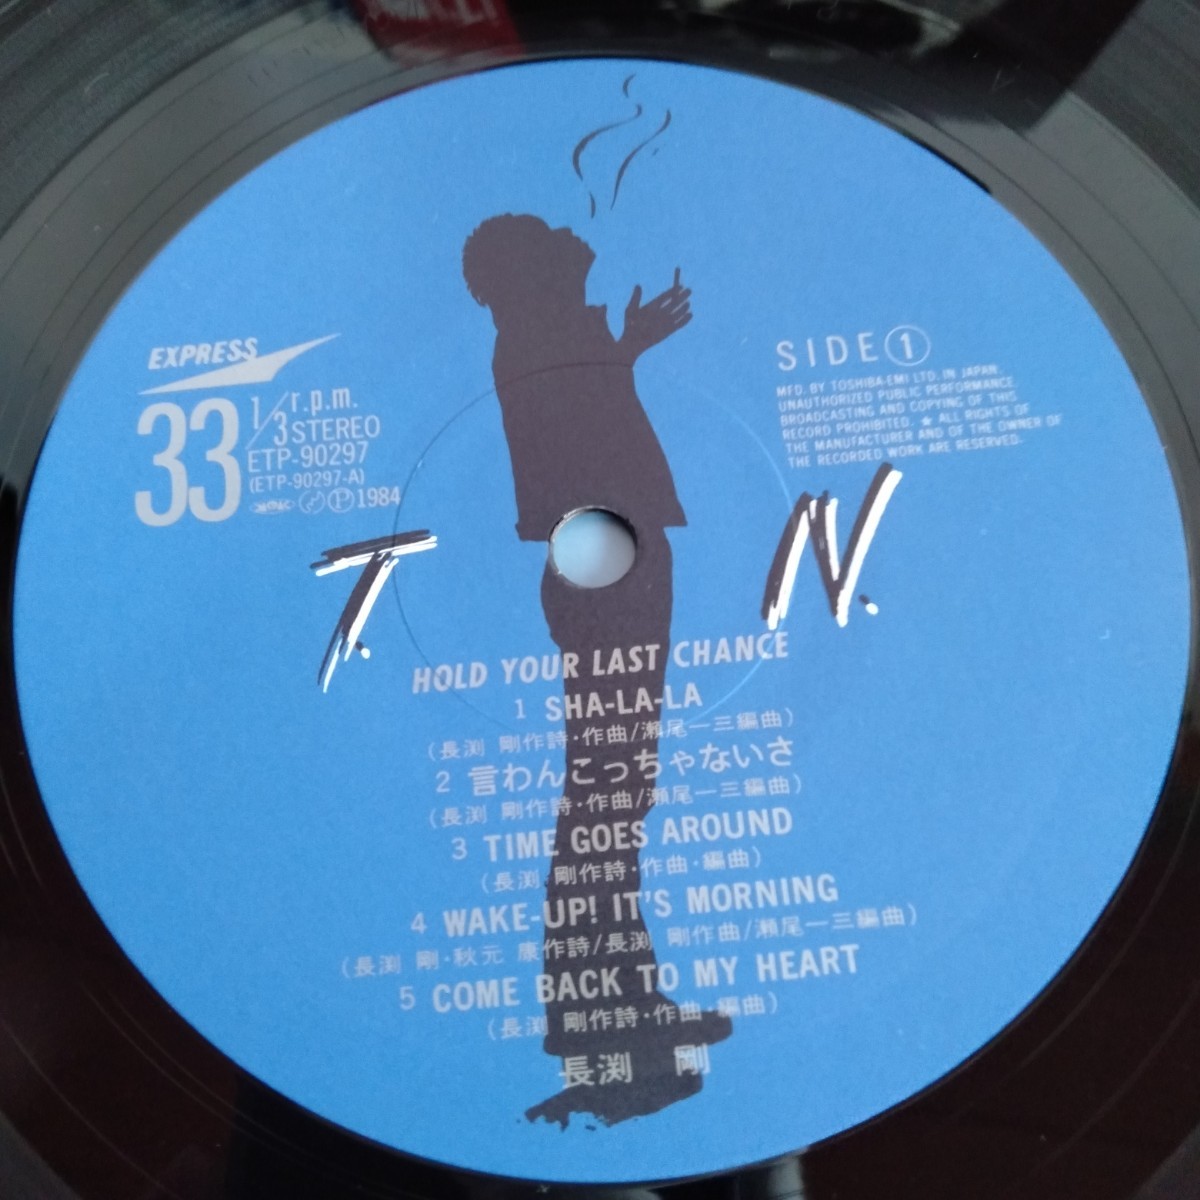 EXPRESS
33 1/3 r.p.m.
STEREO
ETP-90297
(ETP-90297-A)
Ⓟ1984
SIDE①
MFD. BY TOSHIBA-EMI LTD. IN JAPAN.
UNAUTHORIZED PUBLIC PERFORMANCE.
BROADCASTING AND COPYING OF THIS
RECORD PROHIBITED. ★ ALL RIGHTS OF
THE MANUFACTURER AND OF THE OWNER OF
THE RECORDED WORK ARE RESERVED.
T. N.
HOLD YOUR LAST CHANCE
1 SHA-LA-LA
(長渕 剛作詩・作曲/瀬尾一三編曲)
2 言わんこっちゃないさ
(長渕 剛作詩・作曲/瀬尾一三編曲)
3 TIME GOES AROUND
(長渕 剛作詩・作曲・編曲)
4 WAKE-UP! IT'S MORNING
(長渕 剛・秋元 康作詩/長渕 剛作曲/瀬尾一三編曲)
5 COME BACK TO MY HEART
(長渕 剛作詩・作曲・編曲)
長渕 剛